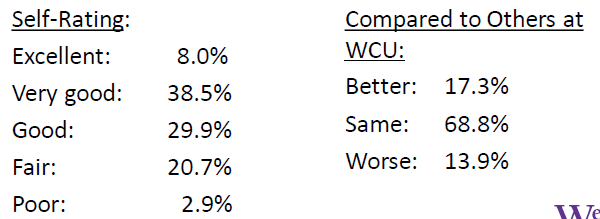 Self-Rating:
Excellent: 8.0%
Very good: 38.5%
Good: 29.9%
Fair: 20.7%
Poor: 2.9%
Compared to Others at
WCU:
Better: 17.3%
Same: 68.8%
Worse: 13.9%